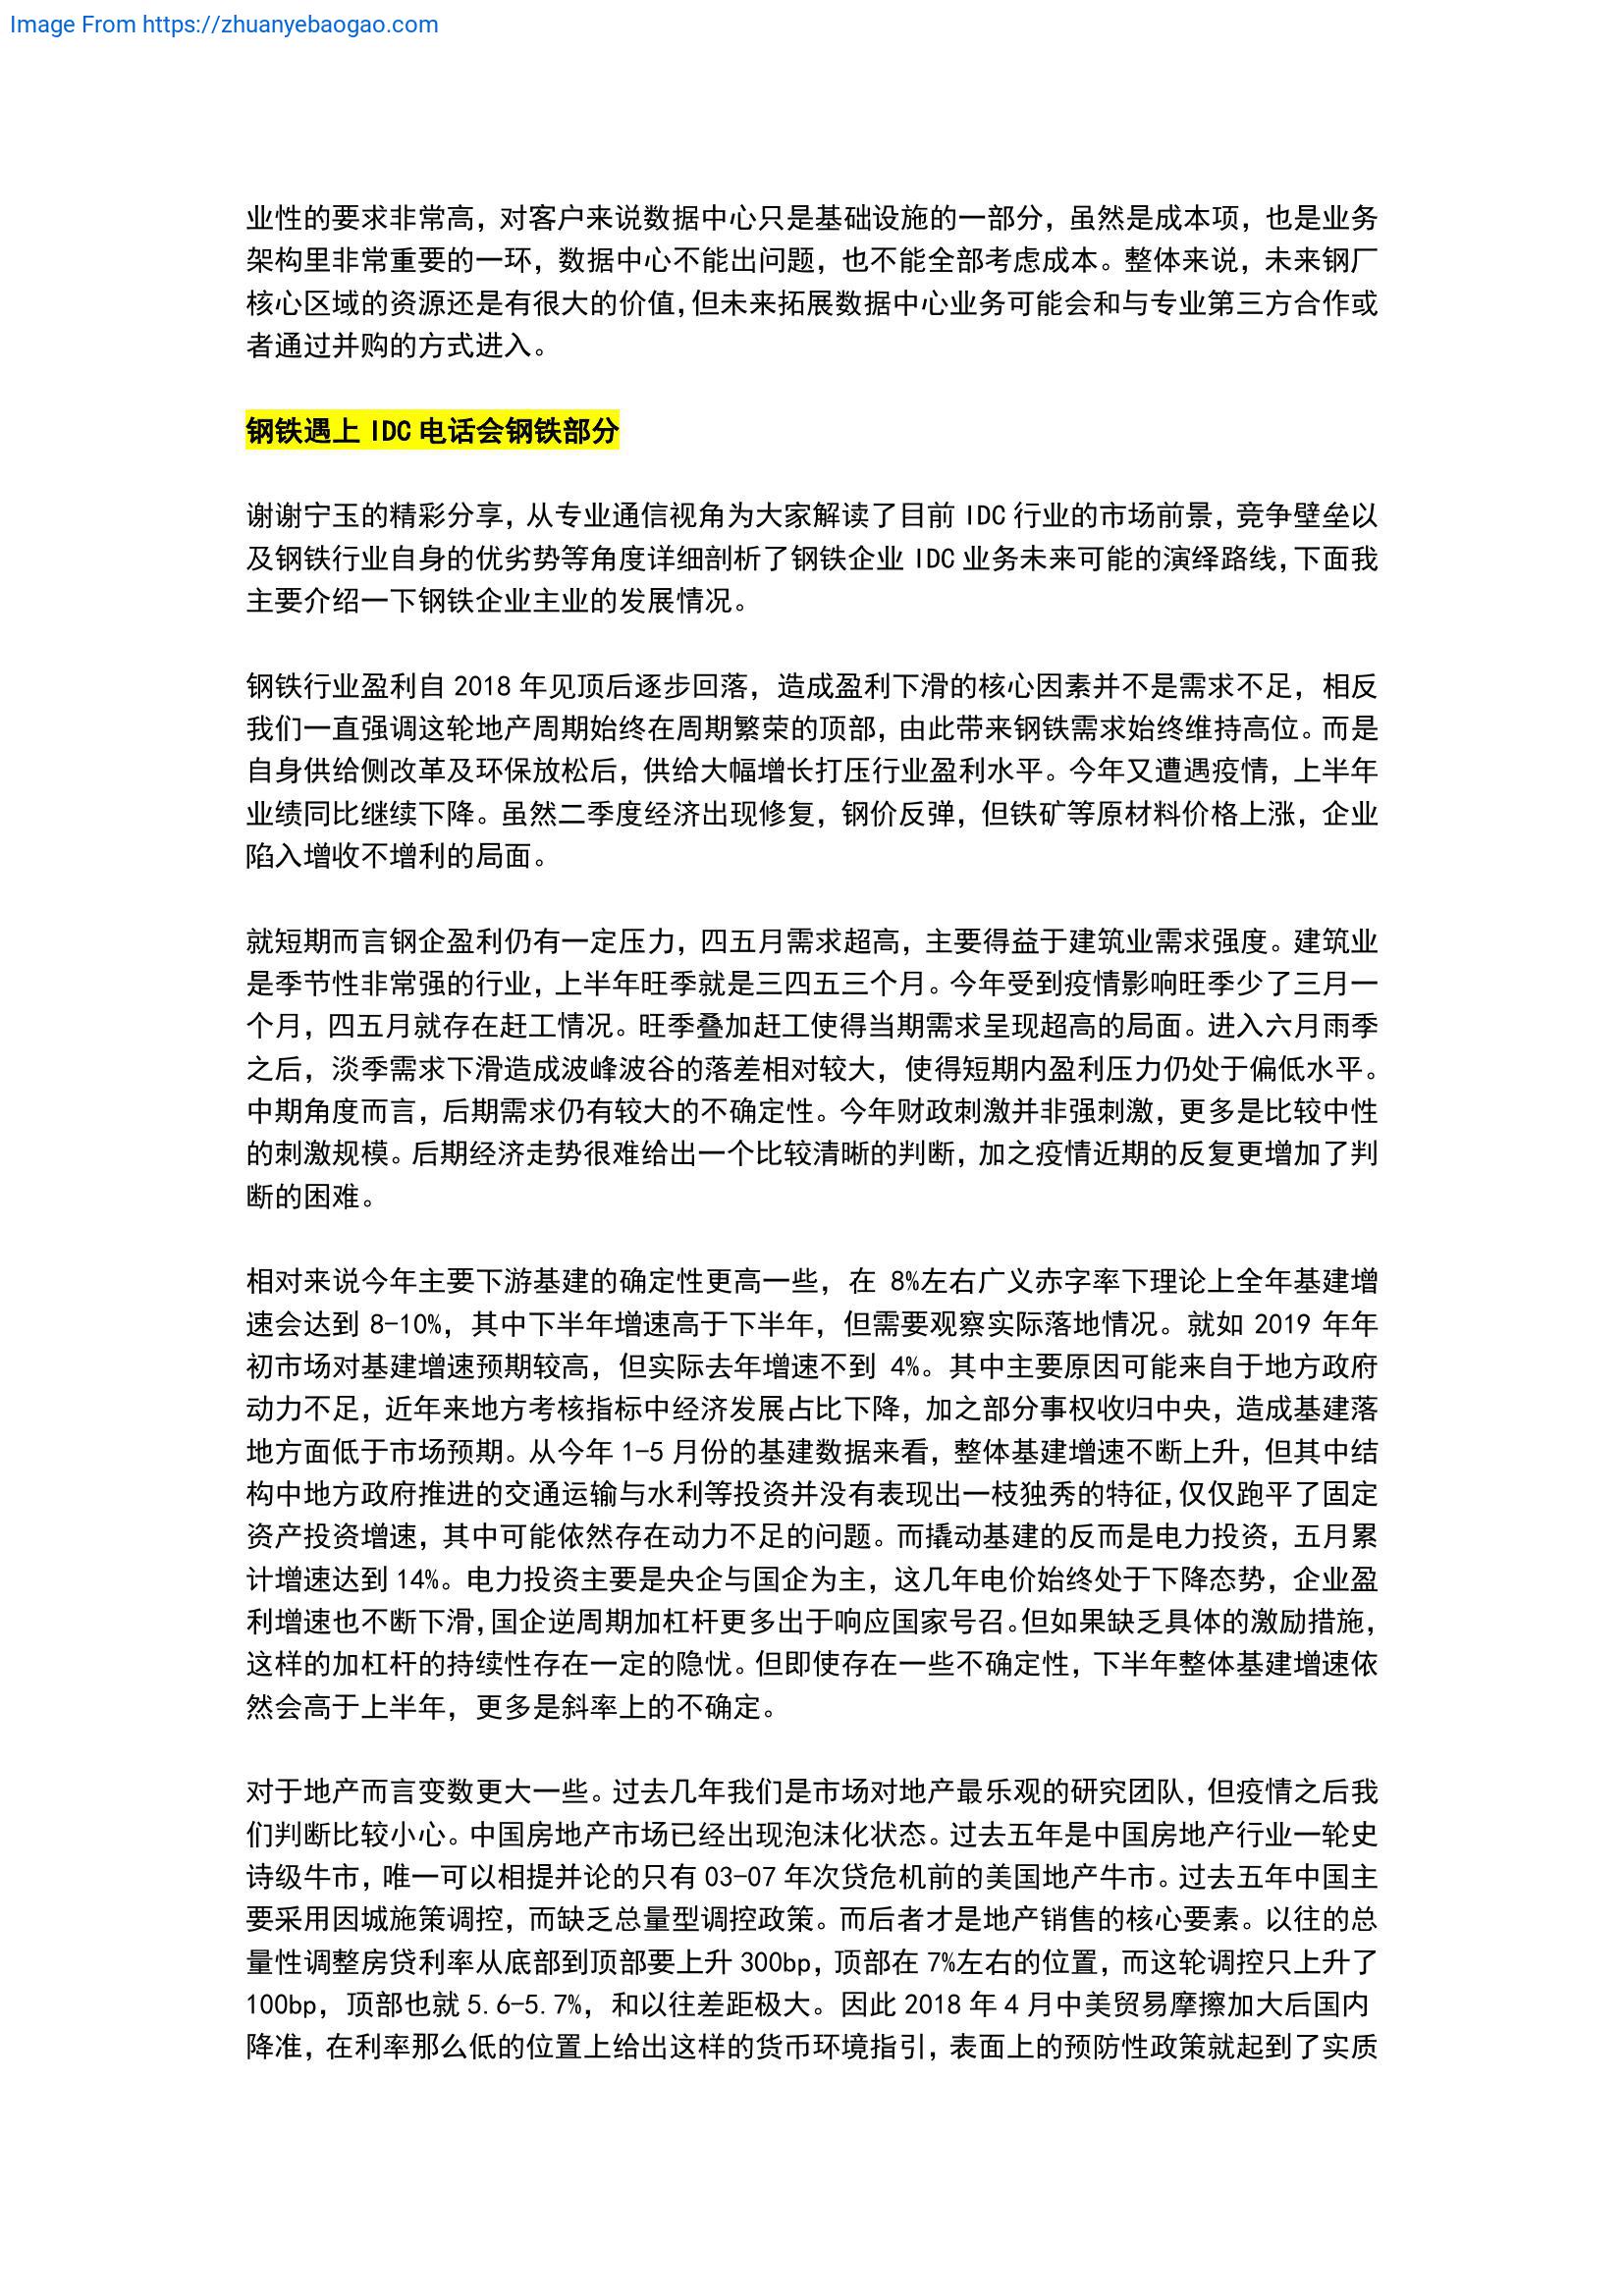 Image From https://zhuanyebaogao.com
业性的要求非常高，对客户来说数据中心只是基础设施的一部分，虽然是成本项，也是业务
架构里非常重要的一环，数据中心不能出问题，也不能全部考虑成本。整体来说，未来钢厂
核心区域的资源还是有很大的价值，但未来拓展数据中心业务可能会和与专业第三方合作或
者通过并购的方式进入。
钢铁遇上 IDC 电话会钢铁部分
谢谢宁玉的精彩分享，从专业通信视角为大家解读了目前 IDC 行业的市场前景，竞争壁垒以
及钢铁行业自身的优劣势等角度详细剖析了钢铁企业 IDC 业务未来可能的演绎路线，下面我
主要介绍一下钢铁企业主业的发展情况。
钢铁行业盈利自 2018 年见顶后逐步回落，造成盈利下滑的核心因素并不是需求不足，相反
我们一直强调这轮地产周期始终在周期繁荣的顶部，由此带来钢铁需求始终维持高位。而是
自身供给侧改革及环保放松后，供给大幅增长打压行业盈利水平。今年又遭遇疫情，上半年
业绩同比继续下降。虽然二季度经济出现修复，钢价反弹，但铁矿等原材料价格上涨，企业
陷入增收不增利的局面。
就短期而言钢企盈利仍有一定压力，四五月需求超高，主要得益于建筑业需求强度。建筑业
是季节性非常强的行业，上半年旺季就是三四五三个月。今年受到疫情影响旺季少了三月一
个月，四五月就存在赶工情况。旺季叠加赶工使得当期需求呈现超高的局面。进入六月雨季
之后，淡季需求下滑造成波峰波谷的落差相对较大，使得短期内盈利压力仍处于偏低水平。
中期角度而言，后期需求仍有较大的不确定性。今年财政刺激并非强刺激，更多是比较中性
的刺激规模。后期经济走势很难给出一个比较清晰的判断，加之疫情近期的反复更增加了判
断的困难。
相对来说今年主要下游基建的确定性更高一些，在 8%左右广义赤字率下理论上全年基建增
速会达到 8-10%，其中下半年增速高于下半年，但需要观察实际落地情况。就如 2019 年年
初市场对基建增速预期较高，但实际去年增速不到 4%。其中主要原因可能来自于地方政府
动力不足，近年来地方考核指标中经济发展占比下降，加之部分事权收归中央，造成基建落
地方面低于市场预期。从今年 1-5 月份的基建数据来看，整体基建增速不断上升，但其中结
构中地方政府推进的交通运输与水利等投资并没有表现出一枝独秀的特征，仅仅跑平了固定
资产投资增速，其中可能依然存在动力不足的问题。而撬动基建的反而是电力投资，五月累
计增速达到 14%。电力投资主要是央企与国企为主，这几年电价始终处于下降态势，企业盈
利增速也不断下滑，国企逆周期加杠杆更多出于响应国家号召。但如果缺乏具体的激励措施，
这样的加杠杆的持续性存在一定的隐忧。但即使存在一些不确定性，下半年整体基建增速依
然会高于上半年，更多是斜率上的不确定。
对于地产而言变数更大一些。过去几年我们是市场对地产最乐观的研究团队，但疫情之后我
们判断比较小心。中国房地产市场已经出现泡沫化状态。过去五年是中国房地产行业一轮史
诗级牛市，唯一可以相提并论的只有 03-07 年次贷危机前的美国地产牛市。过去五年中国主
要采用因城施策调控，而缺乏总量型调控政策。而后者才是地产销售的核心要素。以往的总
量性调整房贷利率从底部到顶部要上升 300bp，顶部在 7%左右的位置，而这轮调控只上升了
100bp，顶部也就 5.6-5.7%，和以往差距极大。因此 2018 年 4 月中美贸易摩擦加大后国内
降准，在利率那么低的位置上给出这样的货币环境指引，表面上的预防性政策就起到了实质